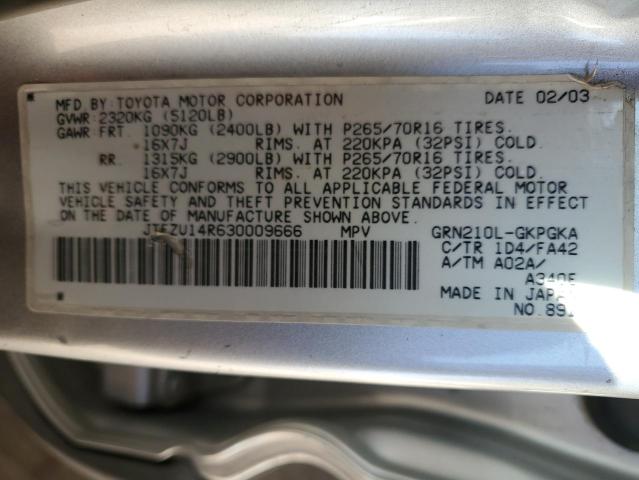 MFD BY: TOYOTA MOTOR CORPORATION DATE 02/03
GVWR: 2320KG (5120LB)
GAWR: FRT. 1090KG (2400LB) WITH P265/70R16 TIRES.
16X7J RIMS. AT 220KPA (32PSI) COLD.
RR. 1315KG (2900LB) WITH P265/70R16 TIRES.
16X7J RIMS. AT 220KPA (32PSI) COLD.
THIS VEHICLE CONFORMS TO ALL APPLICABLE FEDERAL MOTOR
VEHICLE SAFETY AND THEFT PREVENTION STANDARDS IN EFFECT
ON THE DATE OF MANUFACTURE SHOWN ABOVE.
JTEZU14R630009666 MPV GRN210L-GKPGKA
C/TR 1D4/FA42
A/TM A02A/
A340F
MADE IN JAPAN
NO.